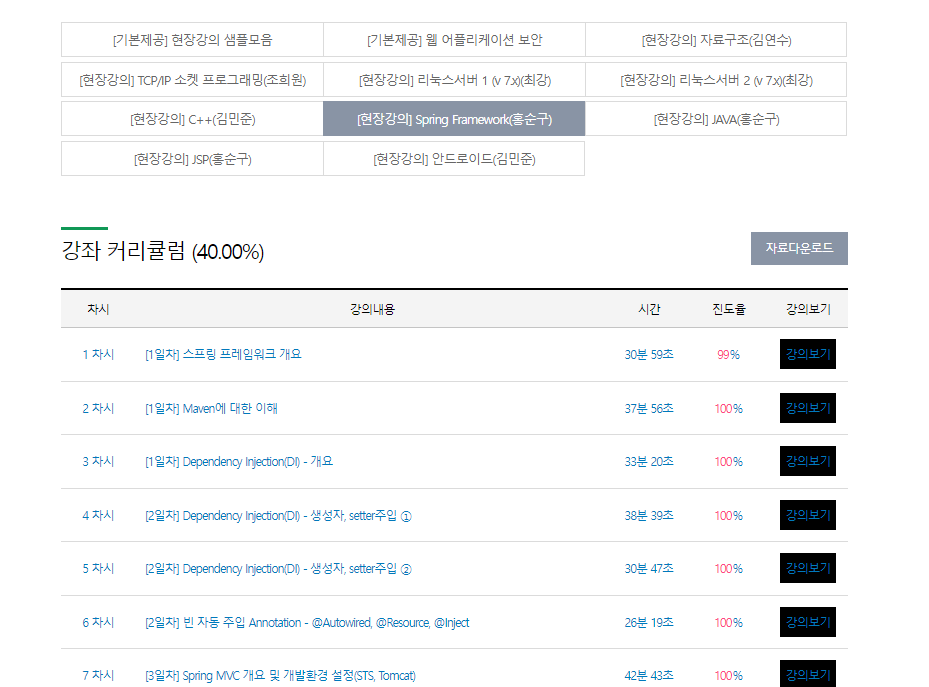 [기본제공] 현장강의 샘플모음 [기본제공] 웹 어플리케이션 보안 [현장강의] 자료구조(김연수)
[현장강의] TCP/IP 소켓 프로그래밍(조희원) [현장강의] 리눅스서버 1 (v 7.x)(최강) [현장강의] 리눅스서버 2 (v 7.x)(최강)
[현장강의] C++(김민준) [현장강의] Spring Framework(홍순구) [현장강의] JAVA(홍순구)
[현장강의] JSP(홍순구) [현장강의] 안드로이드(김민준)
강좌 커리큘럼 (40.00%) 자료다운로드
차시 강의내용 시간 진도율 강의보기
1 차시 [1일차] 스프링 프레임워크 개요 30분 59초 99% 강의보기
2 차시 [1일차] Maven에 대한 이해 37분 56초 100% 강의보기
3 차시 [1일차] Dependency Injection(DI) - 개요 33분 20초 100% 강의보기
4 차시 [2일차] Dependency Injection(DI) - 생성자, setter주입 ① 38분 39초 100% 강의보기
5 차시 [2일차] Dependency Injection(DI) - 생성자, setter주입 ② 30분 47초 100% 강의보기
6 차시 [2일차] 빈 자동 주입 Annotation - @Autowired, @Resource, @Inject 26분 19초 100% 강의보기
7 차시 [3일차] Spring MVC 개요 및 개발환경 설정(STS, Tomcat) 42분 43초 100% 강의보기